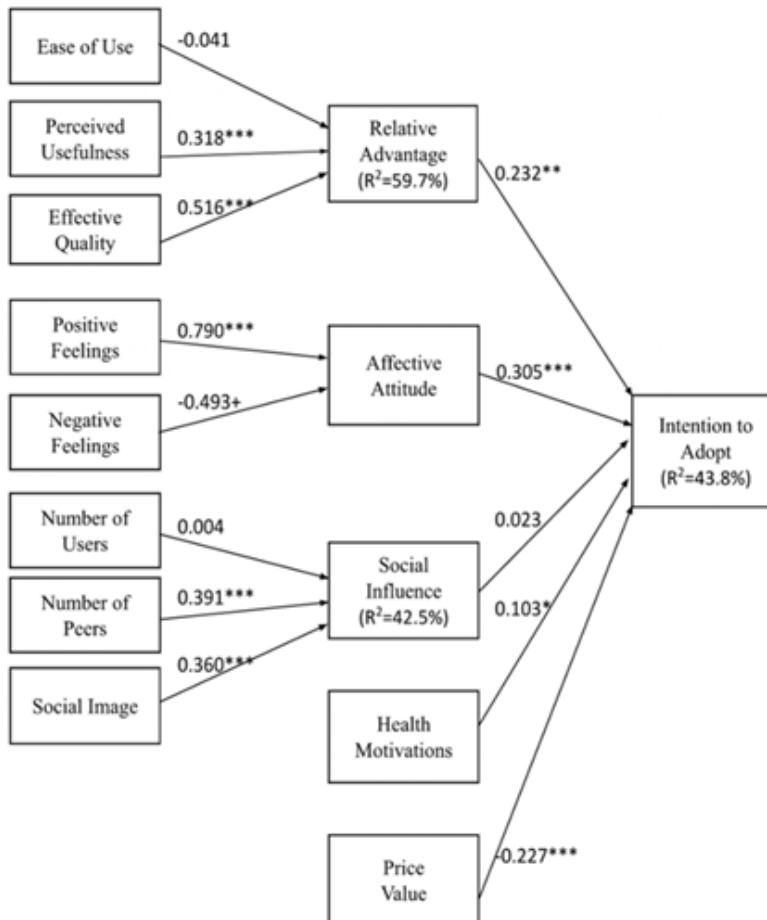 Ease of Use
-0.041
Perceived
Usefulness
0.318***
Effective
Quality
0.516***
Relative
Advantage
(R²=59.7%)
0.232**
Positive
Feelings
0.790***
Negative
Feelings
-0.493+
Affective
Attitude
0.305***
Intention to
Adopt
(R²=43.8%)
Number of
Users
0.004
Number of
Peers
0.391***
Social Image
0.360***
Social
Influence
(R²=42.5%)
0.023
0.103*
Health
Motivations
Price
Value
-0.227***